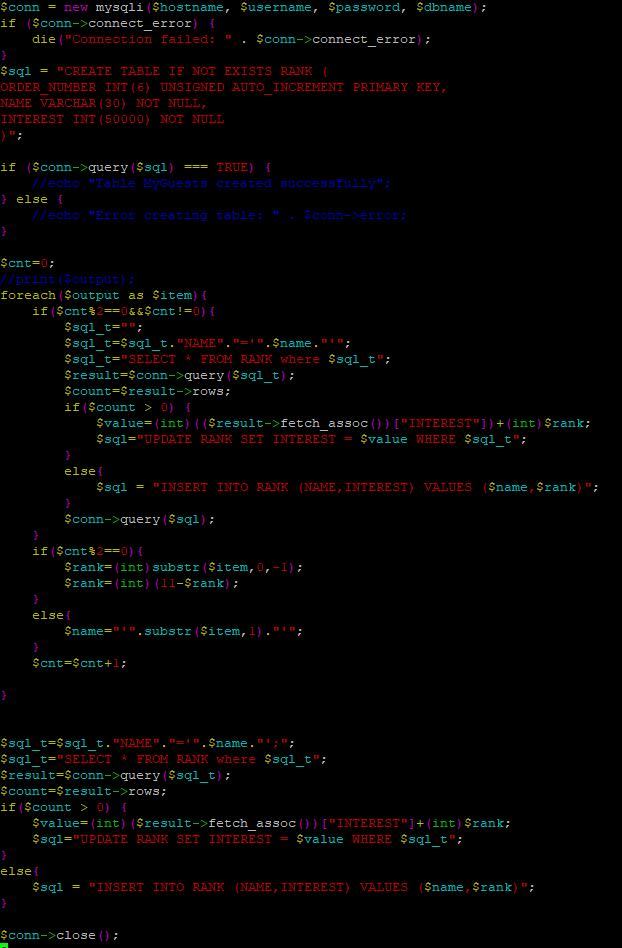 $conn = new mysqli($hostname, $username, $password, $dbname);
if ($conn->connect_error) {
    die("Connection failed: " . $conn->connect_error);
}
$sql = "CREATE TABLE IF NOT EXISTS RANK (
ORDER_NUMBER INT(6) UNSIGNED AUTO_INCREMENT PRIMARY KEY,
NAME VARCHAR(30) NOT NULL,
INTEREST INT(50000) NOT NULL
)";

if ($conn->query($sql) === TRUE) {
    //echo "Table MyGuests created successfully";
} else {
    //echo "Error creating table: " . $conn->error;
}

$cnt=0;
//print($output);
foreach($output as $item){
    if($cnt%2==0&&$cnt!=0){
        $sql_t="";
        $sql_t=$sql_t."NAME"."='".$name."'";
        $sql_t="SELECT * FROM RANK where $sql_t";
        $result=$conn->query($sql_t);
        $count=$result->rows;
        if($count > 0) {
            $value=(int)(($result->fetch_assoc())["INTEREST"])+(int)$rank;
            $sql="UPDATE RANK SET INTEREST = $value WHERE $sql_t";
        }
        else{
            $sql = "INSERT INTO RANK (NAME,INTEREST) VALUES ($name,$rank)";
        }
        $conn->query($sql);
    }
    if($cnt%2==0){
        $rank=(int)substr($item,0,-1);
        $rank=(int)(11-$rank);
    }
    else{
        $name="'".substr($item,1)."'";
    }
    $cnt=$cnt+1;

}


$sql_t=$sql_t."NAME"."='".$name."';";
$sql_t="SELECT * FROM RANK where $sql_t";
$result=$conn->query($sql_t);
$count=$result->rows;
if($count > 0) {
    $value=(int)($result->fetch_assoc())["INTEREST"]+(int)$rank;
    $sql="UPDATE RANK SET INTEREST = $value WHERE $sql_t";
}
else{
    $sql = "INSERT INTO RANK (NAME,INTEREST) VALUES ($name,$rank)";
}

$conn->close();